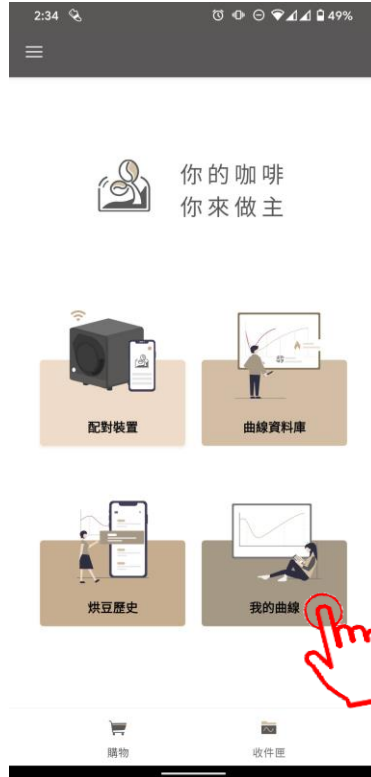 2:34 49%
你的咖啡
你來做主
配對裝置
曲線資料庫
烘豆歷史
我的曲線
購物
收件匣